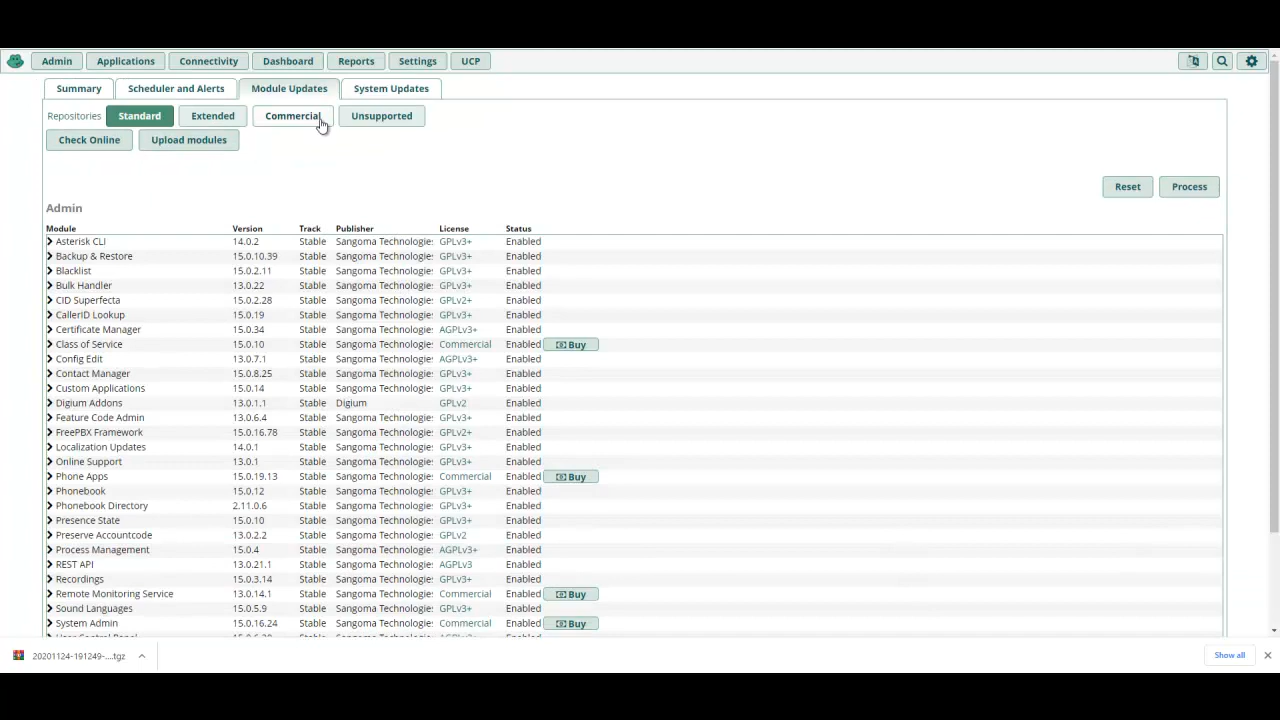 Admin Applications Connectivity Dashboard Reports Settings UCP
Summary Scheduler and Alerts Module Updates System Updates
Repositories Standard Extended Commercial Unsupported
Check Online Upload modules
Reset Process
Admin
Module Version Track Publisher License Status
Asterisk CLI 14.0.2 Stable Sangoma Technologie: GPLv3+ Enabled
Backup & Restore 15.0.10.39 Stable Sangoma Technologie: GPLv3+ Enabled
Blacklist 15.0.2.11 Stable Sangoma Technologie: GPLv3+ Enabled
Bulk Handler 13.0.22 Stable Sangoma Technologie: GPLv3+ Enabled
CID Superfecta 15.0.2.28 Stable Sangoma Technologie: GPLv2+ Enabled
CallerID Lookup 15.0.19 Stable Sangoma Technologie: GPLv3+ Enabled
Certificate Manager 15.0.34 Stable Sangoma Technologie: AGPLv3+ Enabled
Class of Service 15.0.10 Stable Sangoma Technologie: Commercial Enabled Buy
Config Edit 13.0.7.1 Stable Sangoma Technologie: AGPLv3+ Enabled
Contact Manager 15.0.8.25 Stable Sangoma Technologie: GPLv3+ Enabled
Custom Applications 15.0.14 Stable Sangoma Technologie: GPLv3+ Enabled
Digium Addons 13.0.1.1 Stable Digium GPLv2 Enabled
Feature Code Admin 13.0.6.4 Stable Sangoma Technologie: GPLv3+ Enabled
FreePBX Framework 15.0.16.78 Stable Sangoma Technologie: GPLv2+ Enabled
Localization Updates 14.0.1 Stable Sangoma Technologie: GPLv3+ Enabled
Online Support 13.0.1 Stable Sangoma Technologie: GPLv3+ Enabled
Phone Apps 15.0.19.13 Stable Sangoma Technologie: Commercial Enabled Buy
Phonebook 15.0.12 Stable Sangoma Technologie: GPLv3+ Enabled
Phonebook Directory 2.11.0.6 Stable Sangoma Technologie: GPLv3+ Enabled
Presence State 15.0.10 Stable Sangoma Technologie: GPLv3+ Enabled
Preserve Accountcode 13.0.2.2 Stable Sangoma Technologie: GPLv2 Enabled
Process Management 15.0.4 Stable Sangoma Technologie: AGPLv3+ Enabled
REST API 13.0.21.1 Stable Sangoma Technologie: AGPLv3 Enabled
Recordings 15.0.3.14 Stable Sangoma Technologie: GPLv3+ Enabled
Remote Monitoring Service 13.0.14.1 Stable Sangoma Technologie: Commercial Enabled Buy
Sound Languages 15.0.5.9 Stable Sangoma Technologie: GPLv3+ Enabled
System Admin 15.0.16.24 Stable Sangoma Technologie: Commercial Enabled Buy
20201124-191249-....tgz Show all